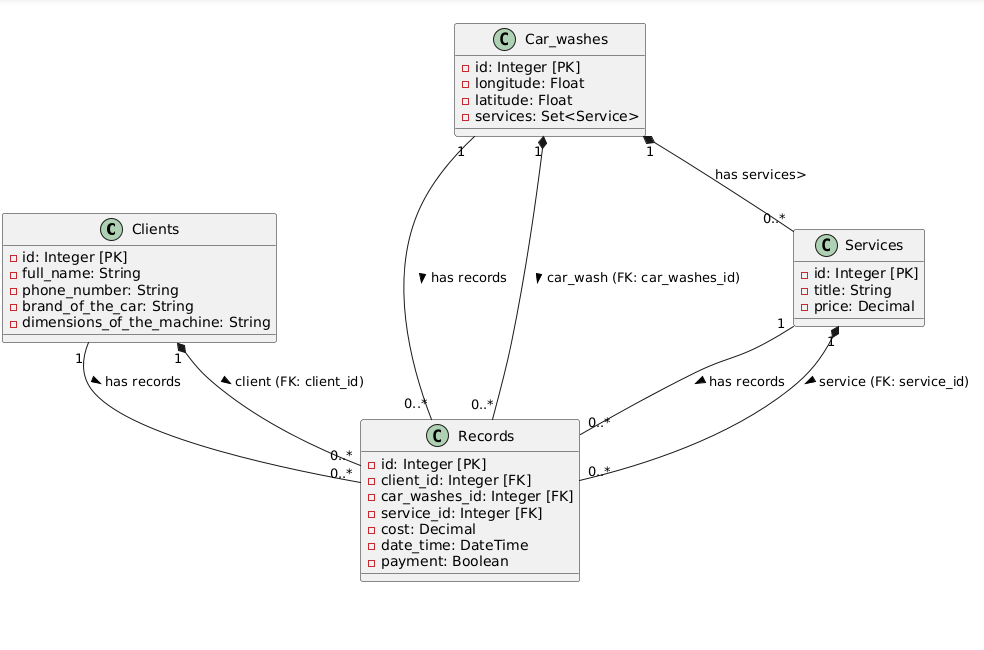 C Car_washes
id: Integer [PK]
longitude: Float
latitude: Float
services: Set<Service>
1
1
1
has services>
0..*
C Clients
id: Integer [PK]
full_name: String
phone_number: String
brand_of_the_car: String
dimensions_of_the_machine: String
C Services
id: Integer [PK]
title: String
price: Decimal
has records
car_wash (FK: car_washes_id)
1
1
1
1
has records
client (FK: client_id)
has records
service (FK: service_id)
0..*
0..*
0..*
0..*
0..*
0..*
C Records
id: Integer [PK]
client_id: Integer [FK]
car_washes_id: Integer [FK]
service_id: Integer [FK]
cost: Decimal
date_time: DateTime
payment: Boolean